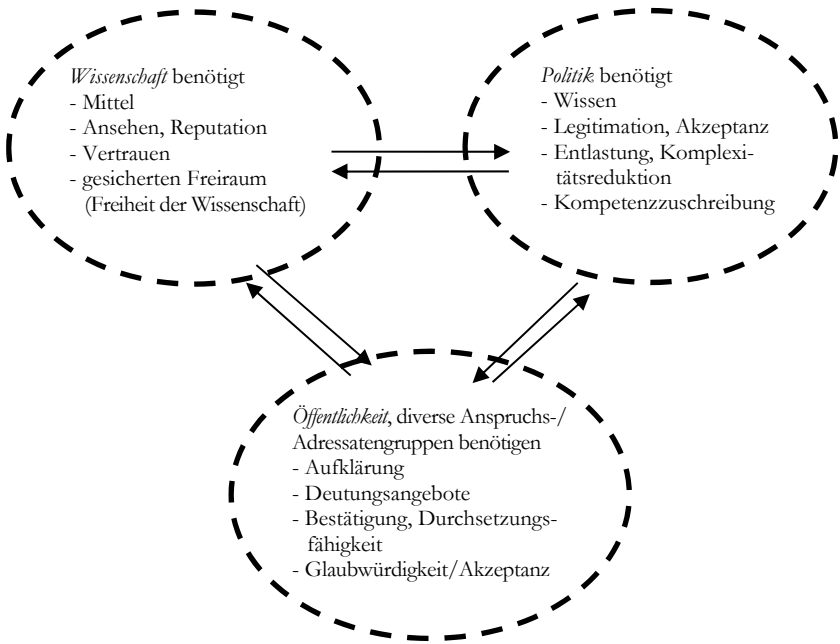 Wissenschaft benötigt
- Mittel
- Ansehen, Reputation
- Vertrauen
- gesicherten Freiraum
(Freiheit der Wissenschaft)
Politik benötigt
- Wissen
- Legitimation, Akzeptanz
- Entlastung, Komplexi-
tätsreduktion
- Kompetenzzuschreibung
Öffentlichkeit, diverse Anspruchs-/
Adressatengruppen benötigen
- Aufklärung
- Deutungsangebote
- Bestätigung, Durchsetzungs-
fähigkeit
- Glaubwürdigkeit/Akzeptanz